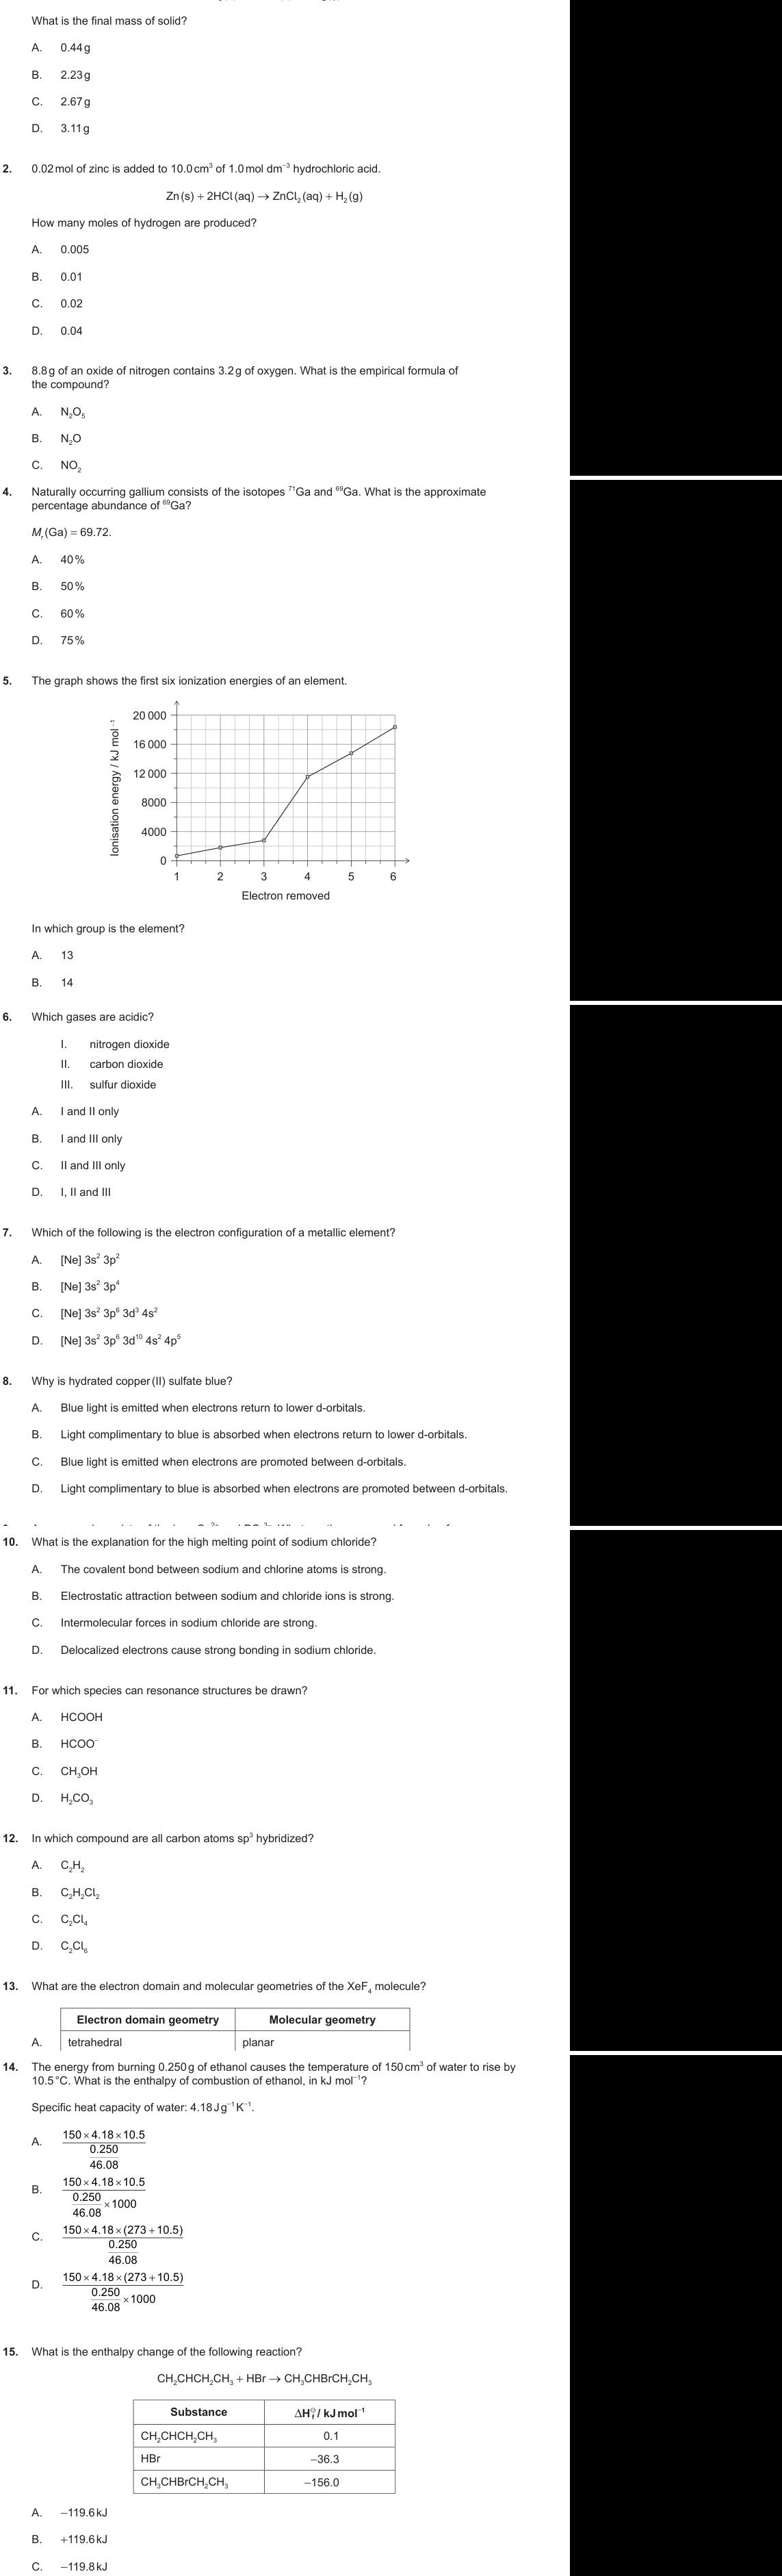 What is the final mass of solid?
A. 0.44 g
B. 2.23 g
C. 2.67 g
D. 3.11 g
2. 0.02 mol of zinc is added to 10.0 cm³ of 1.0 mol dm⁻³ hydrochloric acid.
Zn (s) + 2HCl (aq) → ZnCl₂ (aq) + H₂ (g)
How many moles of hydrogen are produced?
A. 0.005
B. 0.01
C. 0.02
D. 0.04
3. 8.8 g of an oxide of nitrogen contains 3.2 g of oxygen. What is the empirical formula of
the compound?
A. N₂O₅
B. N₂O
C. NO₂
4. Naturally occurring gallium consists of the isotopes ⁷¹Ga and ⁶⁹Ga. What is the approximate
percentage abundance of ⁶⁹Ga?
Mᵣ (Ga) = 69.72.
A. 40 %
B. 50 %
C. 60 %
D. 75 %
5. The graph shows the first six ionization energies of an element.
Ionisation energy / kJ mol⁻¹
20 000
16 000
12 000
8000
4000
0
1 2 3 4 5 6
Electron removed
In which group is the element?
A. 13
B. 14
6. Which gases are acidic?
I. nitrogen dioxide
II. carbon dioxide
III. sulfur dioxide
A. I and II only
B. I and III only
C. II and III only
D. I, II and III
7. Which of the following is the electron configuration of a metallic element?
A. [Ne] 3s² 3p²
B. [Ne] 3s² 3p⁴
C. [Ne] 3s² 3p⁶ 3d³ 4s²
D. [Ne] 3s² 3p⁶ 3d¹⁰ 4s² 4p⁵
8. Why is hydrated copper (II) sulfate blue?
A. Blue light is emitted when electrons return to lower d-orbitals.
B. Light complimentary to blue is absorbed when electrons return to lower d-orbitals.
C. Blue light is emitted when electrons are promoted between d-orbitals.
D. Light complimentary to blue is absorbed when electrons are promoted between d-orbitals.
10. What is the explanation for the high melting point of sodium chloride?
A. The covalent bond between sodium and chlorine atoms is strong.
B. Electrostatic attraction between sodium and chloride ions is strong.
C. Intermolecular forces in sodium chloride are strong.
D. Delocalized electrons cause strong bonding in sodium chloride.
11. For which species can resonance structures be drawn?
A. HCOOH
B. HCOO⁻
C. CH₃OH
D. H₂CO₃
12. In which compound are all carbon atoms sp³ hybridized?
A. C₂H₂
B. C₂H₂Cl₂
C. C₂Cl₄
D. C₂Cl₆
13. What are the electron domain and molecular geometries of the XeF₄ molecule?
Electron domain geometry Molecular geometry
A. tetrahedral planar
14. The energy from burning 0.250 g of ethanol causes the temperature of 150 cm³ of water to rise by
10.5 °C. What is the enthalpy of combustion of ethanol, in kJ mol⁻¹?
Specific heat capacity of water: 4.18 J g⁻¹ K⁻¹.
A. 150 × 4.18 × 10.5
0.250
46.08
B. 150 × 4.18 × 10.5
0.250
46.08 × 1000
C. 150 × 4.18 × (273 + 10.5)
0.250
46.08
D. 150 × 4.18 × (273 + 10.5)
0.250
46.08 × 1000
15. What is the enthalpy change of the following reaction?
CH₂CHCH₂CH₃ + HBr → CH₃CHBrCH₂CH₃
Substance ΔH_f^⊖ / kJ mol⁻¹
CH₂CHCH₂CH₃ 0.1
HBr −36.3
CH₃CHBrCH₂CH₃ −156.0
A. −119.6 kJ
B. +119.6 kJ
C. −119.8 kJ